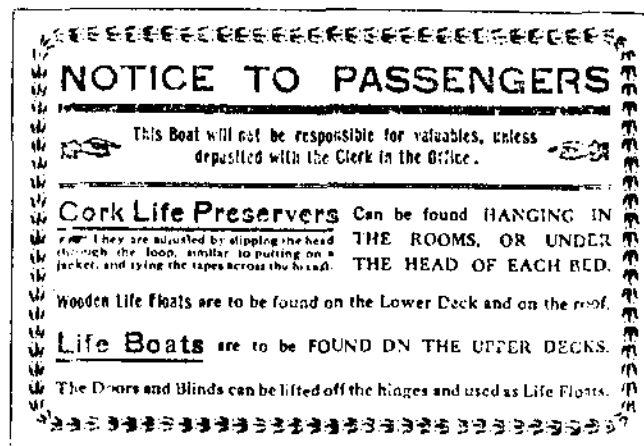 NOTICE TO PASSENGERS
This Boat will not be responsible for valuables, unless
deposited with the Clerk in the Office.
Cork Life Preservers Can be found HANGING IN
THE ROOMS, OR UNDER
THE HEAD OF EACH BED.
They are adjusted by slipping the head
through the loop, similar to putting on a
jacket, and tying the tapes across the breast.
Wooden Life Floats are to be found on the Lower Deck and on the roof.
Life Boats are to be FOUND ON THE UPPER DECKS.
The Doors and Blinds can be lifted off the hinges and used as Life Floats.